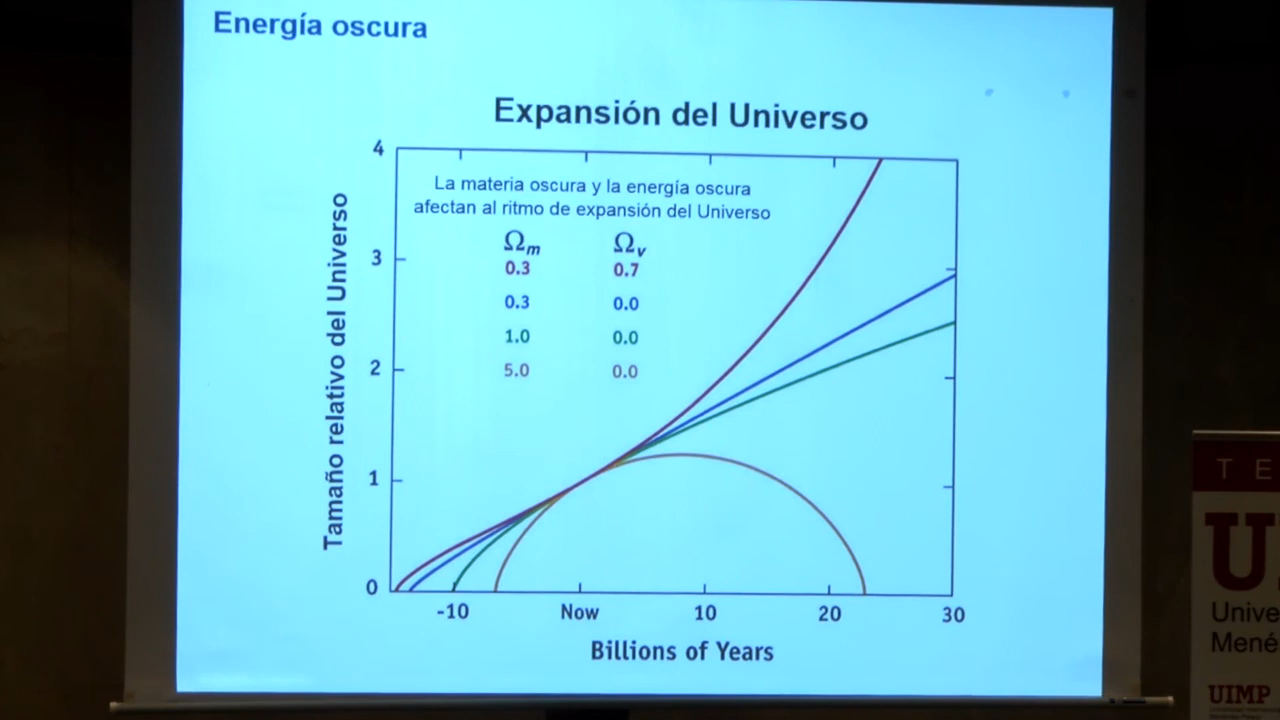 Energía oscura
Expansión del Universo
La materia oscura y la energía oscura
afectan al ritmo de expansión del Universo
Ωm Ωv
0.3 0.7
0.3 0.0
1.0 0.0
5.0 0.0
Tamaño relativo del Universo
4
3
2
1
0
-10 Now 10 20 30
Billions of Years
T E
U
Unive
Mené
UIMP